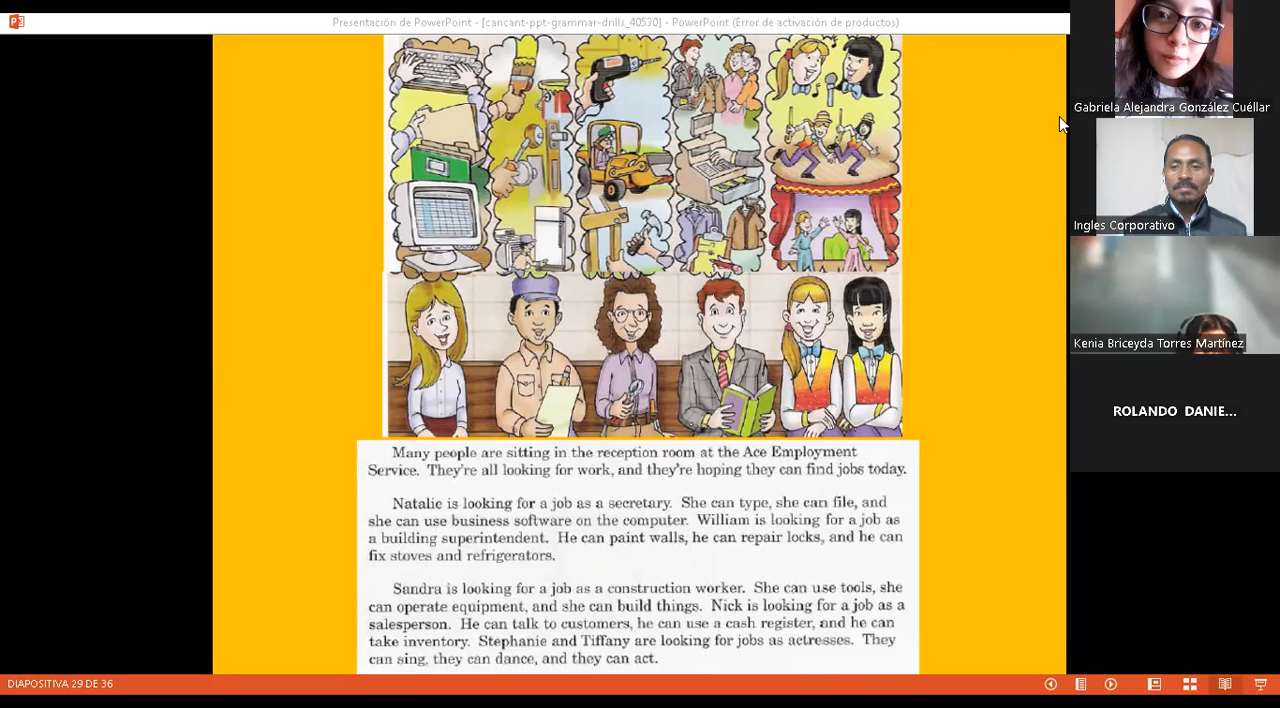 Presentación de PowerPoint - [cancant-ppt-grammar-drills_40530] - PowerPoint (Error de activación de productos)
Gabriela Alejandra González Cuéllar
Ingles Corporativo
Kenia Briceyda Torres Martínez
ROLANDO DANIE...
Many people are sitting in the reception room at the Ace Employment
Service. They're all looking for work, and they're hoping they can find jobs today.
Natalie is looking for a job as a secretary. She can type, she can file, and
she can use business software on the computer. William is looking for a job as
a building superintendent. He can paint walls, he can repair locks, and he can
fix stoves and refrigerators.
Sandra is looking for a job as a construction worker. She can use tools, she
can operate equipment, and she can build things. Nick is looking for a job as a
salesperson. He can talk to customers, he can use a cash register, and he can
take inventory. Stephanie and Tiffany are looking for jobs as actresses. They
can sing, they can dance, and they can act.
DIAPOSITIVA 29 DE 36